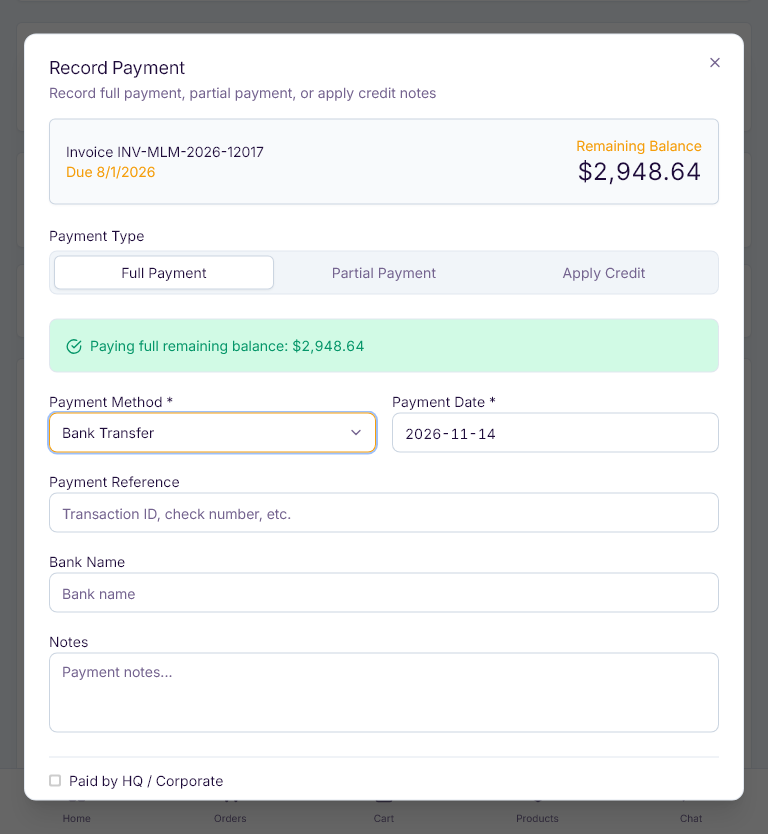 Record Payment
Record full payment, partial payment, or apply credit notes
Invoice INV-MLM-2026-12017
Due 8/1/2026
Remaining Balance
$2,948.64
Payment Type
Full Payment
Partial Payment
Apply Credit
Paying full remaining balance: $2,948.64
Payment Method *
Bank Transfer
Payment Date *
2026-11-14
Payment Reference
Transaction ID, check number, etc.
Bank Name
Bank name
Notes
Payment notes...
Paid by HQ / Corporate
Home
Orders
Cart
Products
Chat